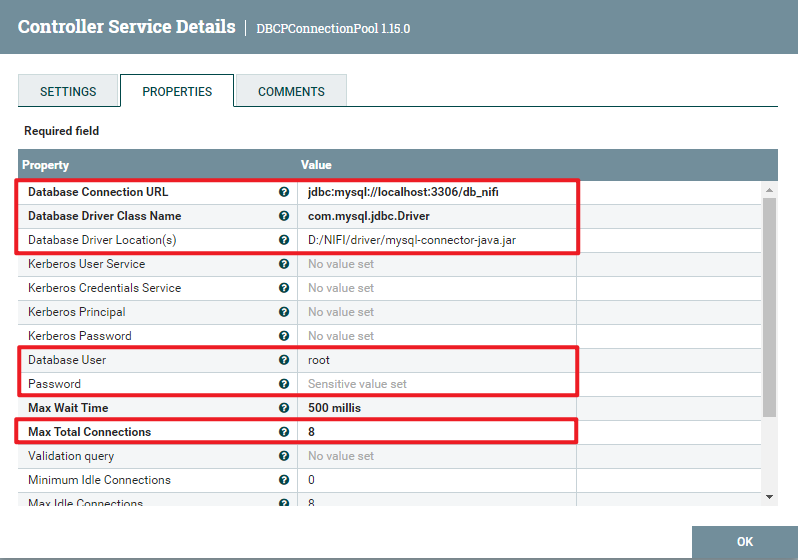 Controller Service Details | DBCPConnectionPool 1.15.0
SETTINGS PROPERTIES COMMENTS
Required field
Property Value
Database Connection URL jdbc:mysql://localhost:3306/db_nifi
Database Driver Class Name com.mysql.jdbc.Driver
Database Driver Location(s) D:/NIFI/driver/mysql-connector-java.jar
Kerberos User Service No value set
Kerberos Credentials Service No value set
Kerberos Principal No value set
Kerberos Password No value set
Database User root
Password Sensitive value set
Max Wait Time 500 millis
Max Total Connections 8
Validation query No value set
Minimum Idle Connections 0
Max Idle Connections 8
OK